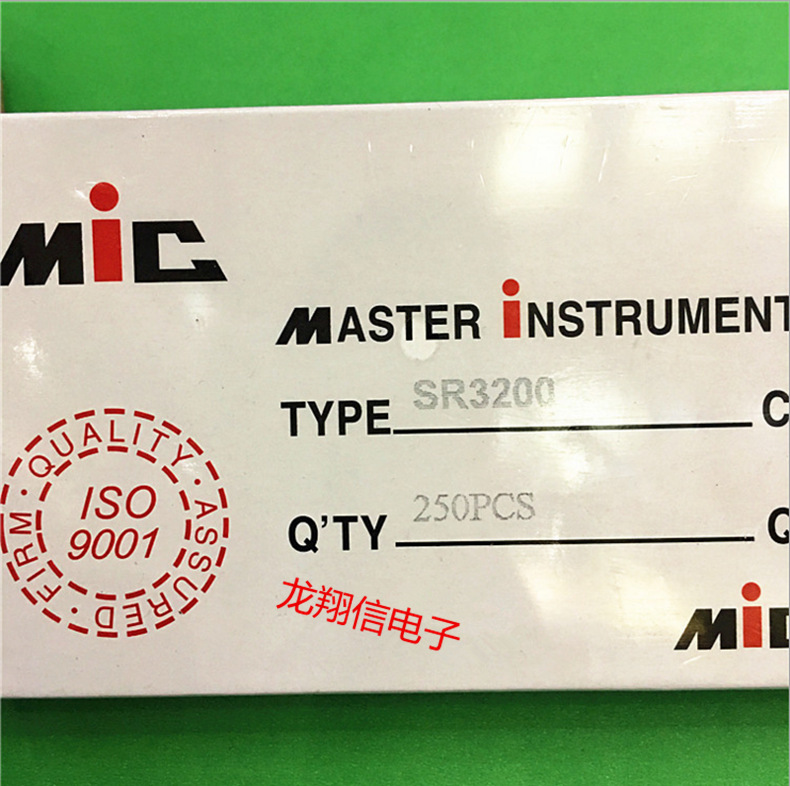 MiC
MASTER iNSTRUMENT
TYPE SR3200 C
Q'TY 250PCS Q
QUALITY · ASSURED · FIRM ·
ISO
9001
龙翔信电子
MiC